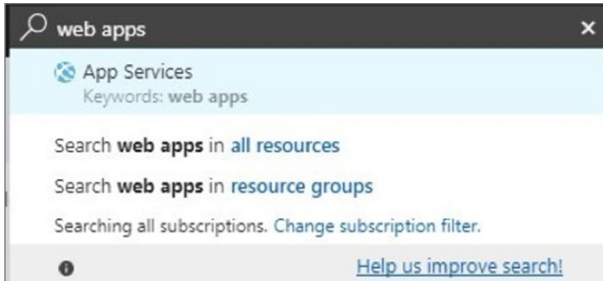 web apps
App Services
Keywords: web apps
Search web apps in all resources
Search web apps in resource groups
Searching all subscriptions. Change subscription filter.
Help us improve search!